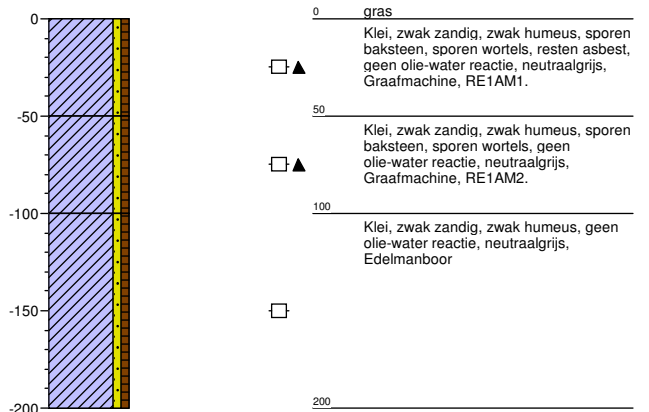 0
0
gras
Klei, zwak zandig, zwak humeus, sporen
baksteen, sporen wortels, resten asbest,
geen olie-water reactie, neutraalgrijs,
Graafmachine, RE1AM1.
-50
50
Klei, zwak zandig, zwak humeus, sporen
baksteen, sporen wortels, geen
olie-water reactie, neutraalgrijs,
Graafmachine, RE1AM2.
-100
100
Klei, zwak zandig, zwak humeus, geen
olie-water reactie, neutraalgrijs,
Edelmanboor
-150
-200
200